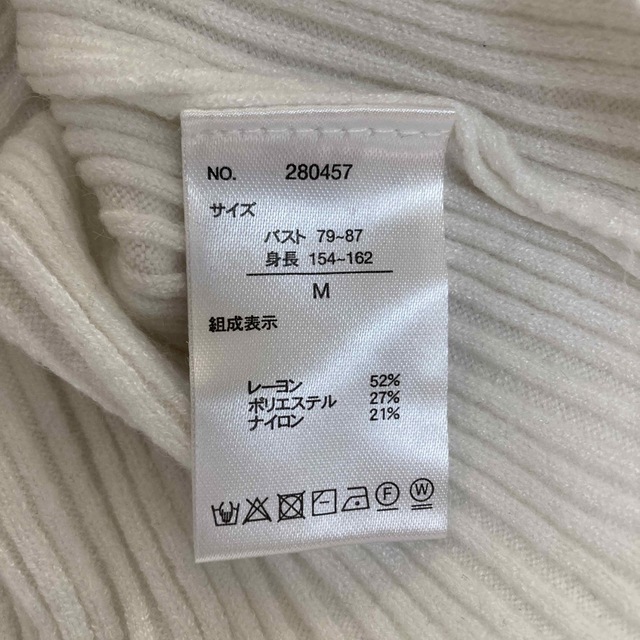 NO. 280457
サイズ
バスト 79~87
身長 154~162
M
組成表示
レーヨン 52%
ポリエステル 27%
ナイロン 21%
F W